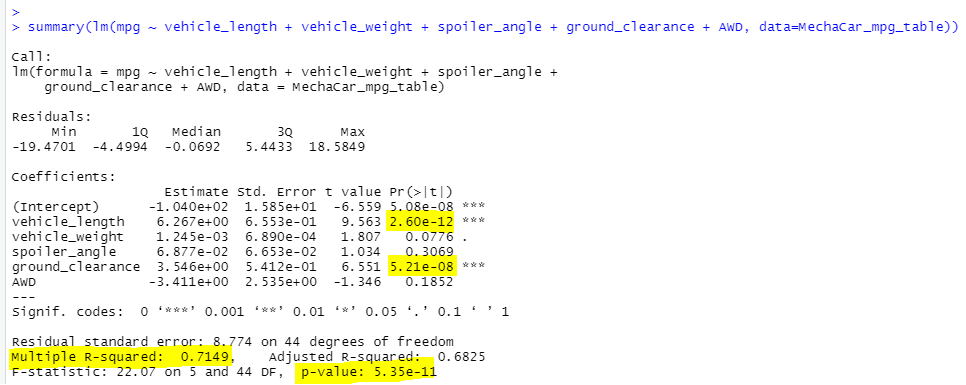 >
> summary(lm(mpg ~ vehicle_length + vehicle_weight + spoiler_angle + ground_clearance + AWD, data=MechaCar_mpg_table))
Call:
lm(formula = mpg ~ vehicle_length + vehicle_weight + spoiler_angle +
    ground_clearance + AWD, data = MechaCar_mpg_table)
Residuals:
     Min       1Q   Median       3Q      Max
-19.4701  -4.4994  -0.0692   5.4433  18.5849
Coefficients:
                   Estimate Std. Error t value Pr(>|t|)
(Intercept)      -1.040e+02  1.585e+01  -6.559 5.08e-08 ***
vehicle_length    6.267e+00  6.553e-01   9.563 2.60e-12 ***
vehicle_weight    1.245e-03  6.890e-04   1.807   0.0776 .
spoiler_angle     6.877e-02  6.653e-02   1.034   0.3069
ground_clearance  3.546e+00  5.412e-01   6.551 5.21e-08 ***
AWD              -3.411e+00  2.535e+00  -1.346   0.1852
---
Signif. codes:  0 ‘***’ 0.001 ‘**’ 0.01 ‘*’ 0.05 ‘.’ 0.1 ‘ ’ 1
Residual standard error: 8.774 on 44 degrees of freedom
Multiple R-squared:  0.7149,	Adjusted R-squared:  0.6825
F-statistic: 22.07 on 5 and 44 DF,  p-value: 5.35e-11